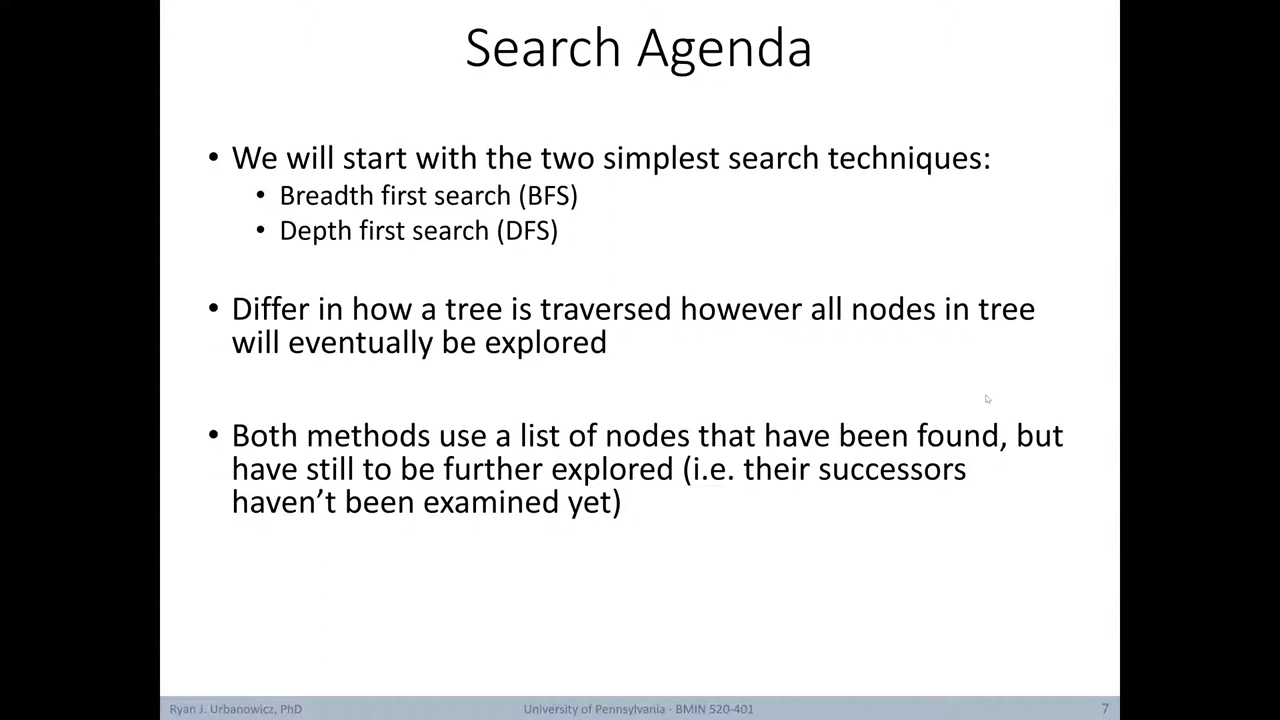 Search Agenda
• We will start with the two simplest search techniques:
• Breadth first search (BFS)
• Depth first search (DFS)
• Differ in how a tree is traversed however all nodes in tree
will eventually be explored
• Both methods use a list of nodes that have been found, but
have still to be further explored (i.e. their successors
haven’t been examined yet)
Ryan J. Urbanowicz, PhD
University of Pennsylvania - BMIN 520-401
7